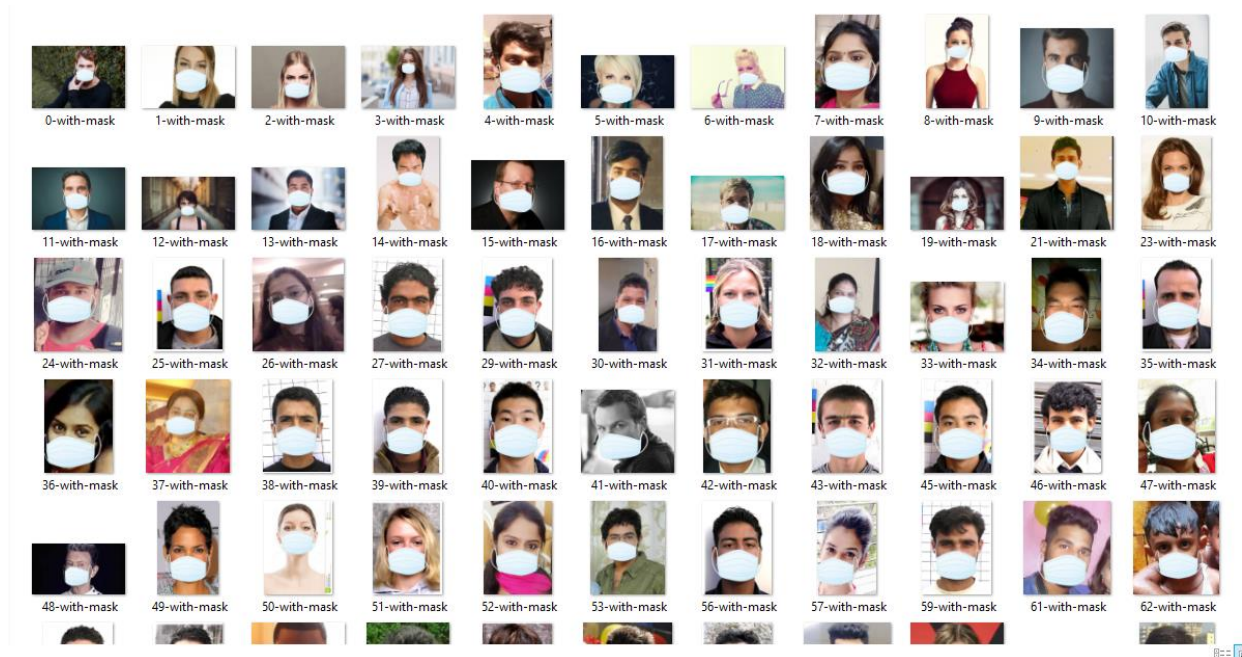 0-with-mask 1-with-mask 2-with-mask 3-with-mask 4-with-mask 5-with-mask 6-with-mask 7-with-mask 8-with-mask 9-with-mask 10-with-mask
11-with-mask 12-with-mask 13-with-mask 14-with-mask 15-with-mask 16-with-mask 17-with-mask 18-with-mask 19-with-mask 21-with-mask 23-with-mask
24-with-mask 25-with-mask 26-with-mask 27-with-mask 29-with-mask 30-with-mask 31-with-mask 32-with-mask 33-with-mask 34-with-mask 35-with-mask
36-with-mask 37-with-mask 38-with-mask 39-with-mask 40-with-mask 41-with-mask 42-with-mask 43-with-mask 45-with-mask 46-with-mask 47-with-mask
48-with-mask 49-with-mask 50-with-mask 51-with-mask 52-with-mask 53-with-mask 56-with-mask 57-with-mask 59-with-mask 61-with-mask 62-with-mask